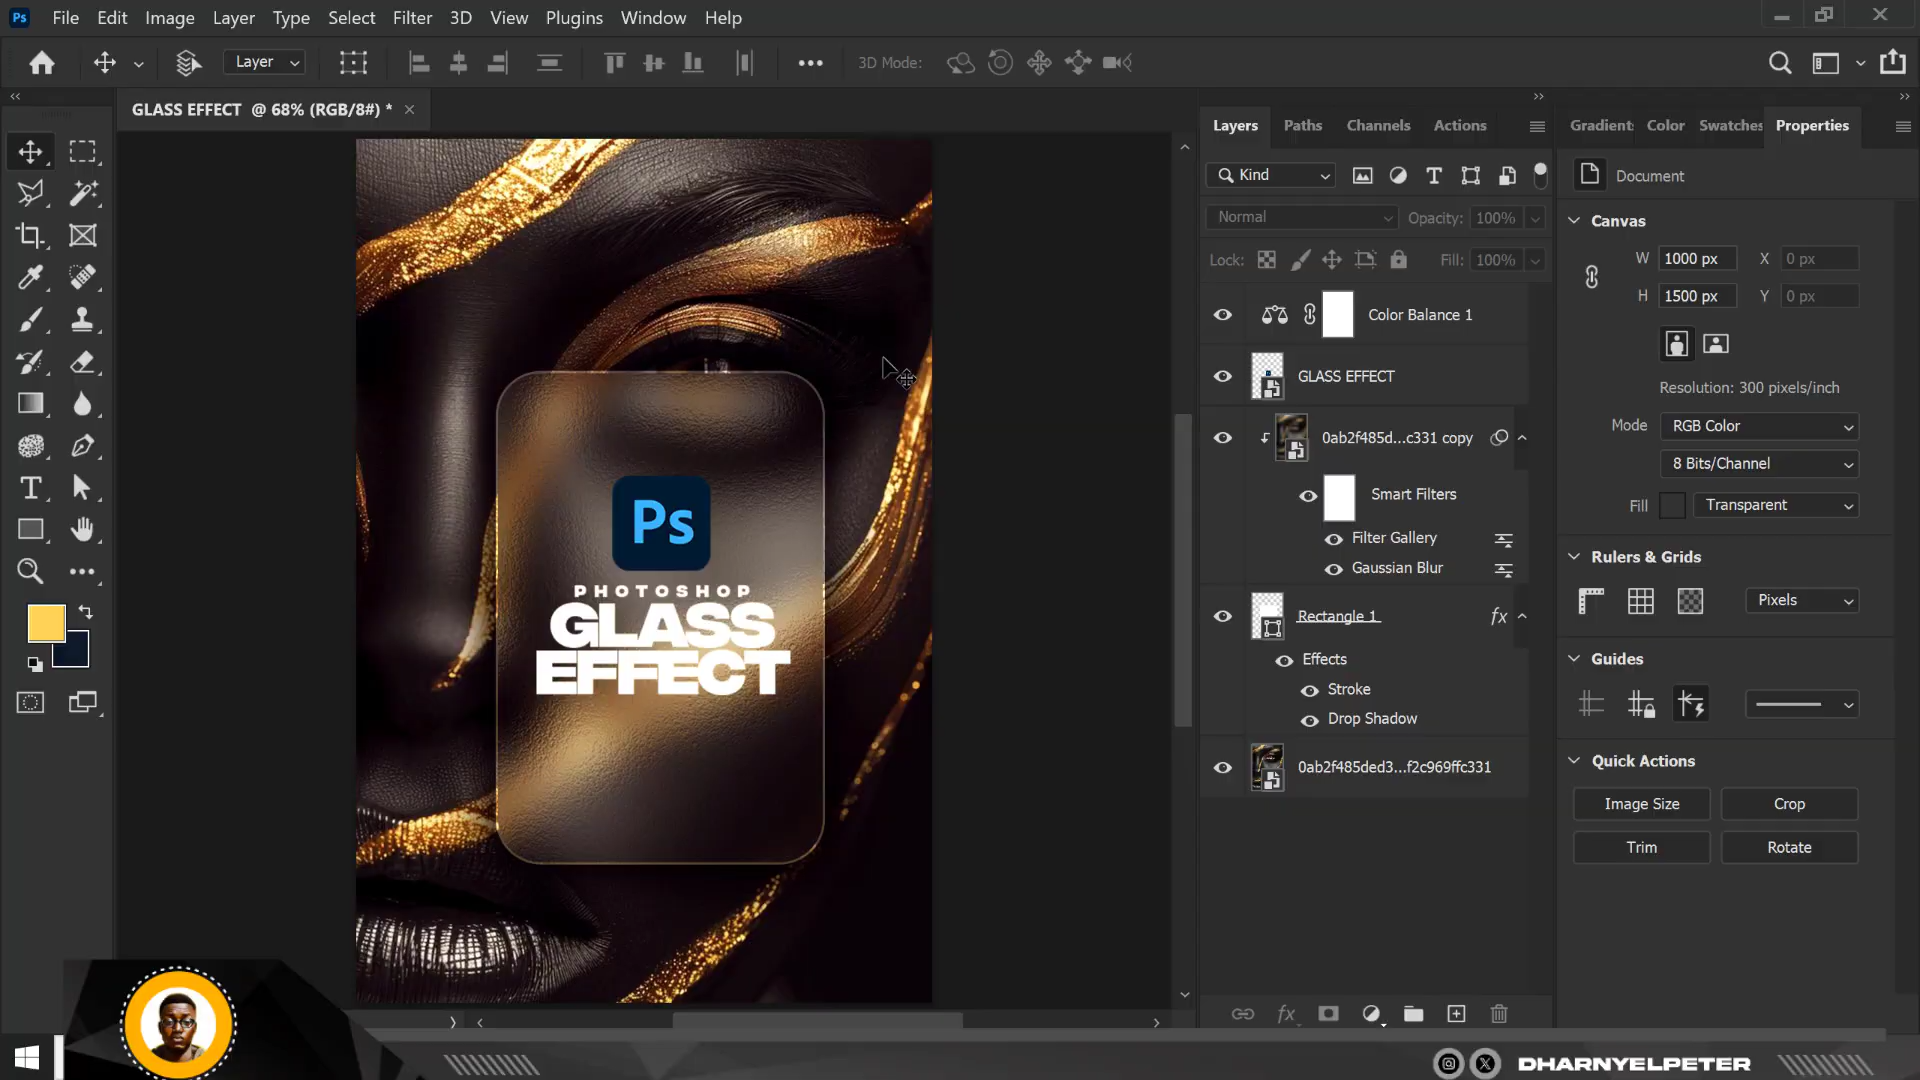 Ps File Edit Image Layer Type Select Filter 3D View Plugins Window Help
Layer 3D Mode:
GLASS EFFECT @ 68% (RGB/8#) *
Layers Paths Channels Actions
Kind
Normal Opacity: 100%
Lock: Fill: 100%
Color Balance 1
GLASS EFFECT
0ab2f485d...c331 copy
Smart Filters
Filter Gallery
Gaussian Blur
Rectangle 1 fx
Effects
Stroke
Drop Shadow
0ab2f485ded3...f2c969ffc331
fx
Gradient Color Swatches Properties
Document
Canvas
W 1000 px X 0 px
H 1500 px Y 0 px
Resolution: 300 pixels/inch
Mode RGB Color
8 Bits/Channel
Fill Transparent
Rulers & Grids
Pixels
Guides
Quick Actions
Image Size Crop
Trim Rotate
Ps
PHOTOSHOP
GLASS
EFFECT
DHARNYELPETER